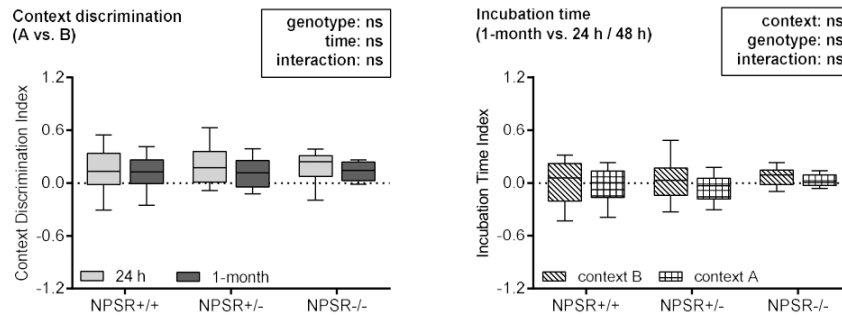 Context discrimination
(A vs. B)
genotype: ns
time: ns
interaction: ns
1.2
0.6
0.0
-0.6
-1.2
Context Discrimination Index
24 h
1-month
NPSR+/+
NPSR+/-
NPSR-/-
Incubation time
(1-month vs. 24 h / 48 h)
context: ns
genotype: ns
interaction: ns
1.2
0.6
0.0
-0.6
-1.2
Incubation Time Index
context B
context A
NPSR+/+
NPSR+/-
NPSR-/-